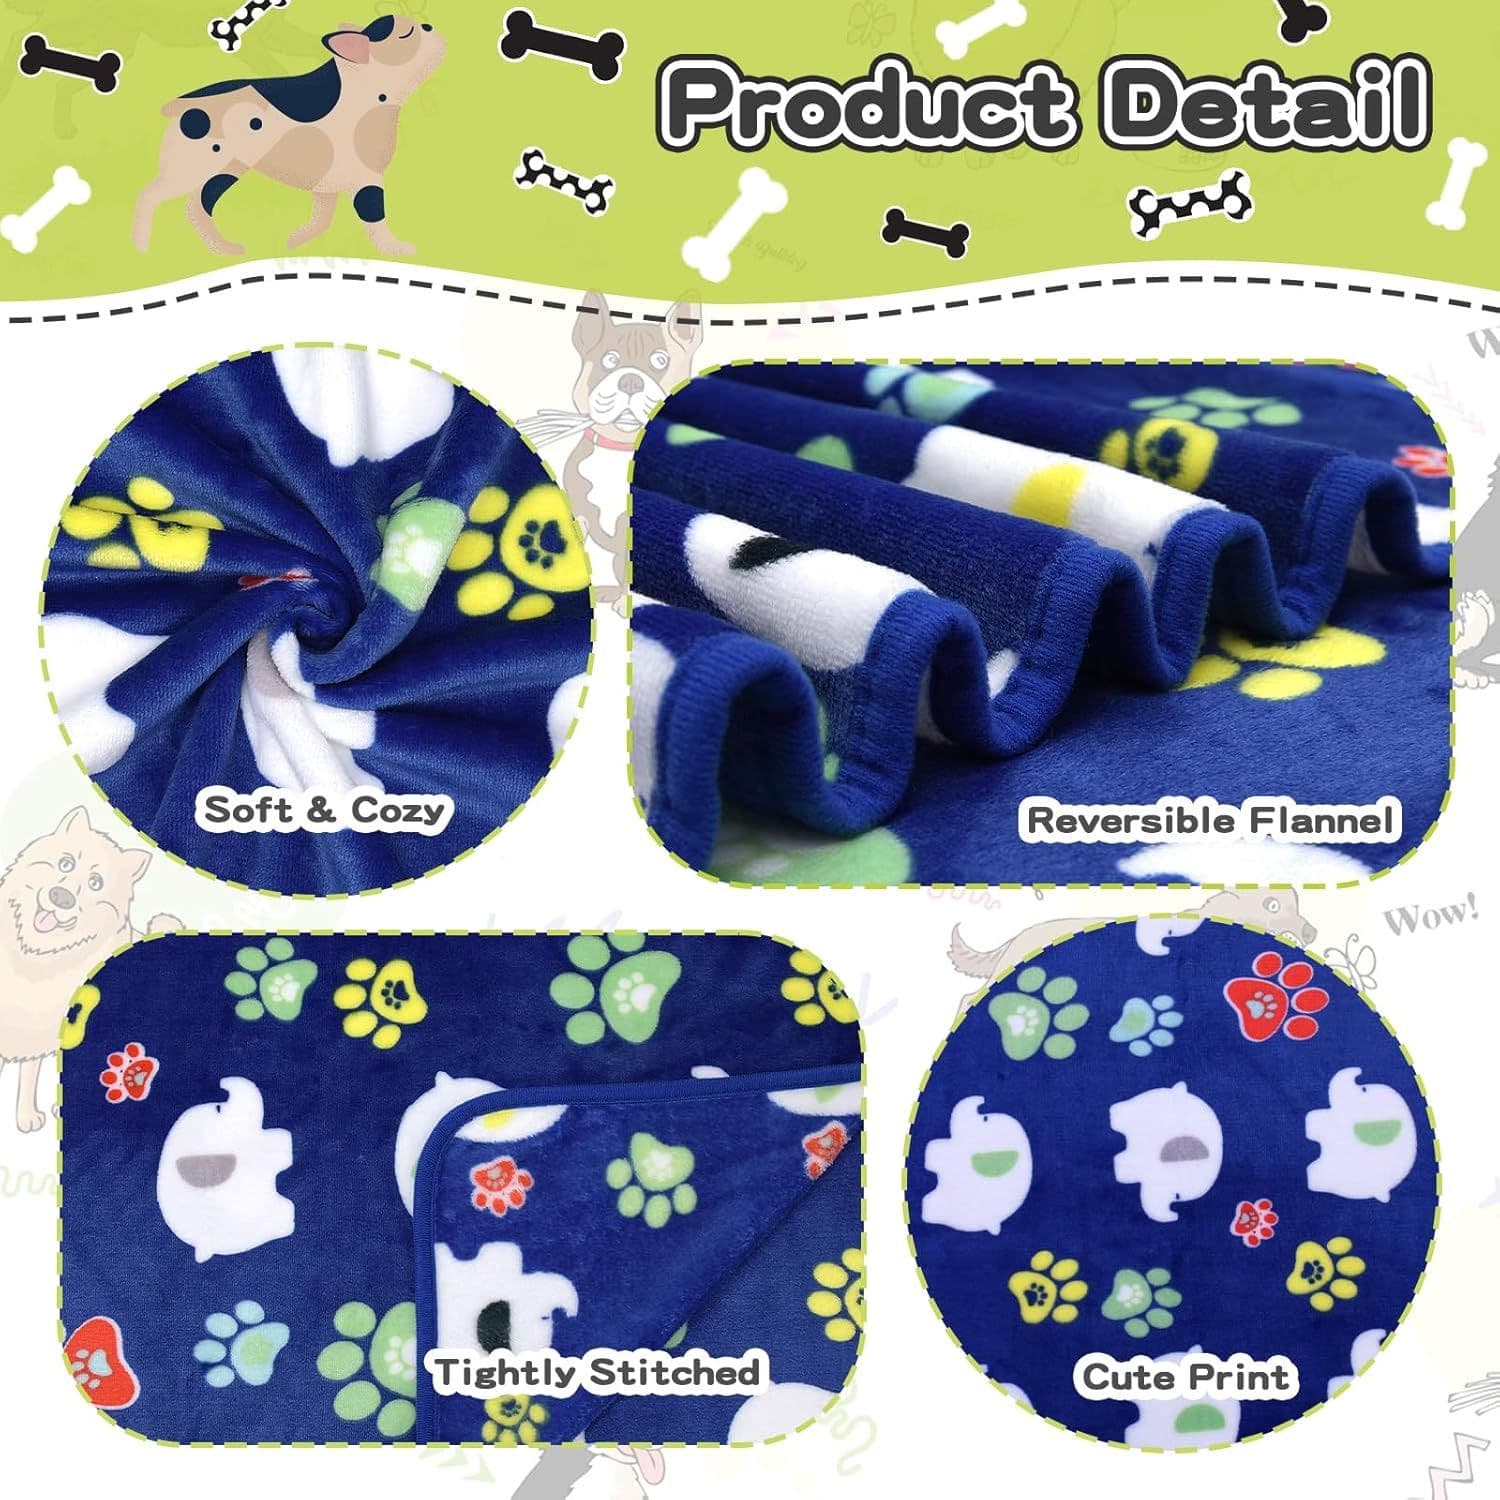 Product Detail
Soft & Cozy
Reversible Flannel
Wow!
Tightly Stitched
Cute Print